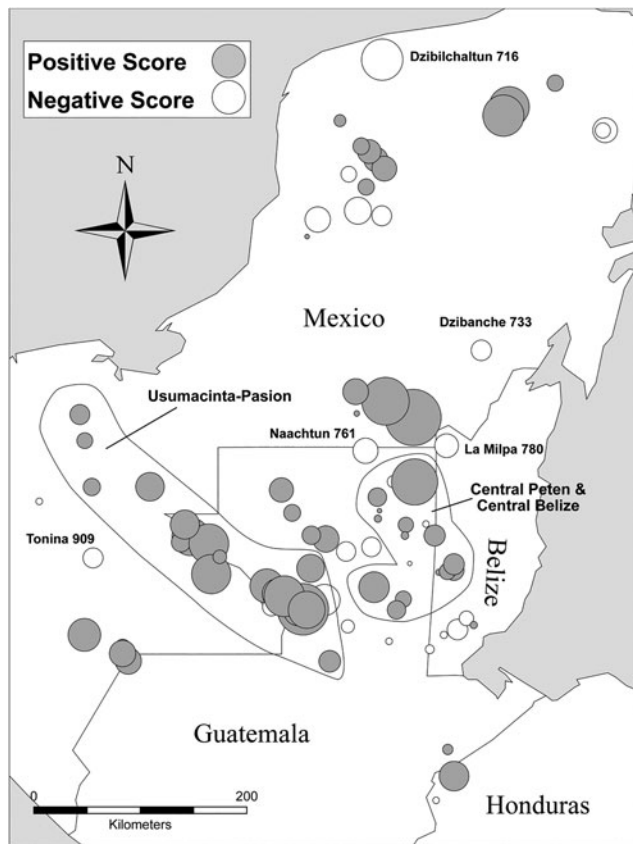 Positive Score
Negative Score
Dzibilchaltun 716
N
Mexico
Dzibanche 733
Usumacinta-Pasion
Naachtun 761
La Milpa 780
Central Peten &
Central Belize
Tonina 909
Belize
Guatemala
0
200
Kilometers
Honduras